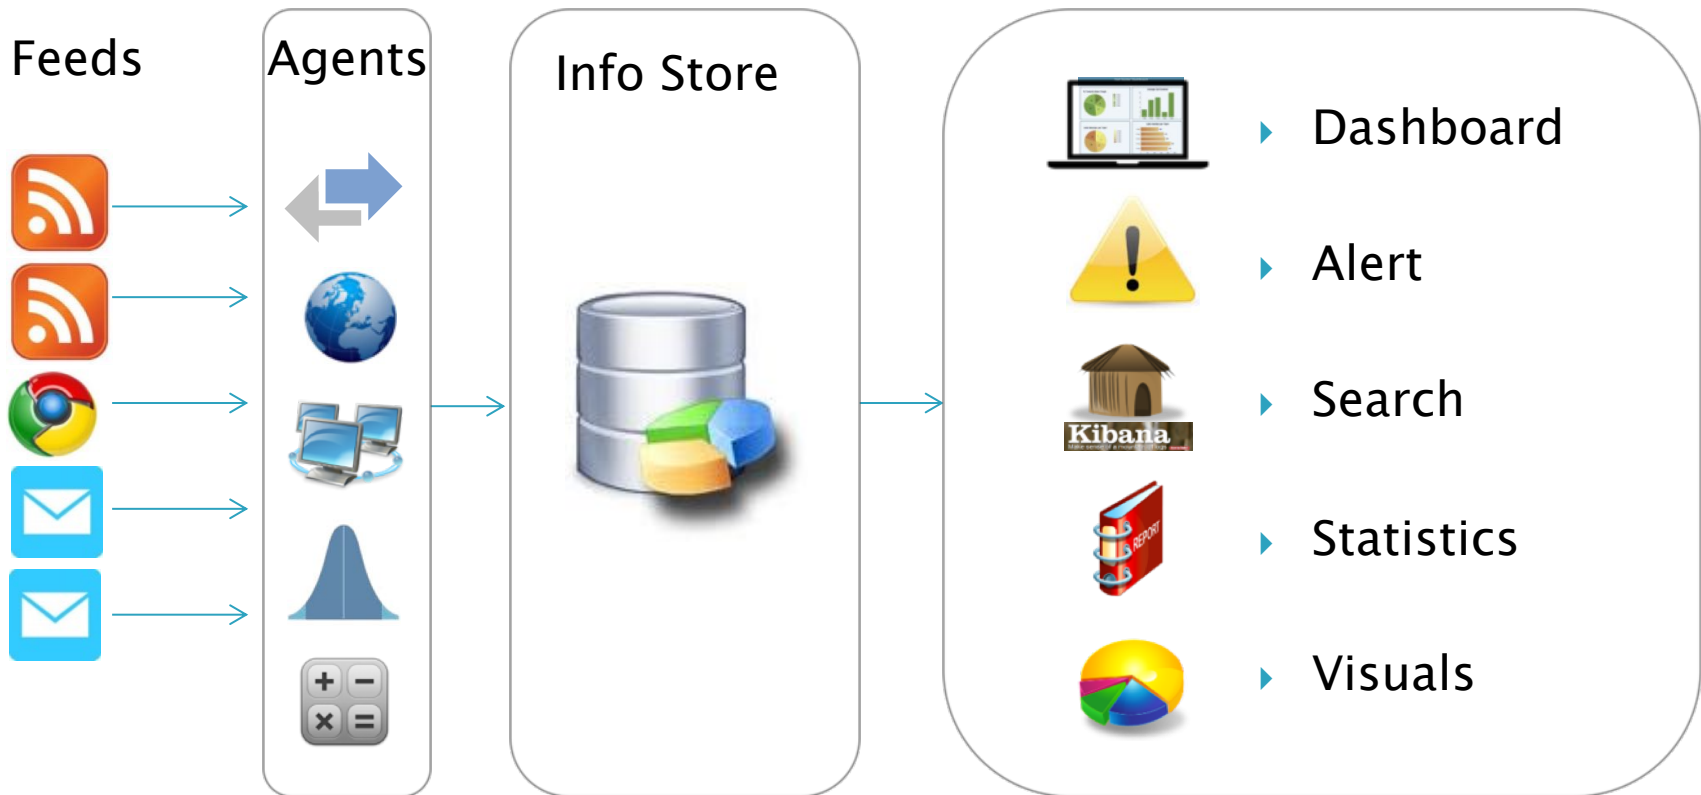 Feeds
Agents
Info Store
Dashboard
Alert
Kibana
Search
REPORT
Statistics
Visuals